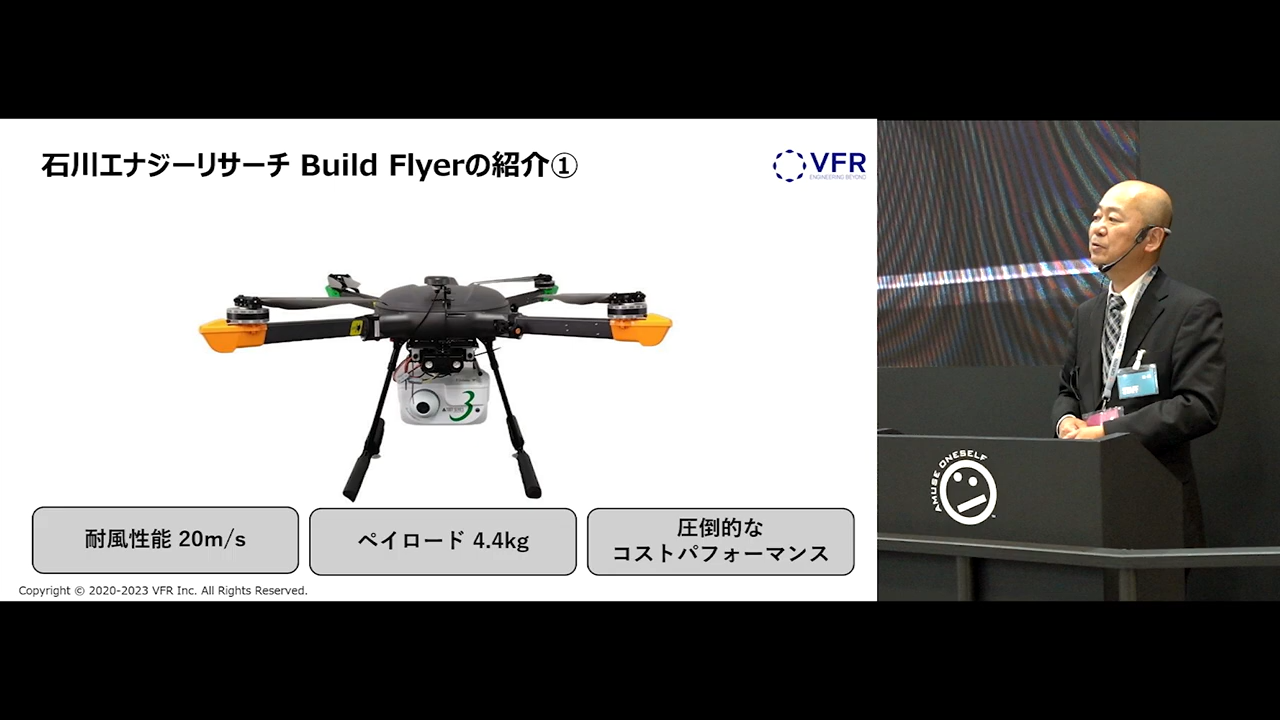 石川エナジーリサーチ Build Flyerの紹介①
VFR
ENGINEERING BEYOND
3
耐風性能 20m/s
ペイロード 4.4kg
圧倒的な
コストパフォーマンス
Copyright © 2020-2023 VFR Inc. All Rights Reserved.
AMUSE ONESELF